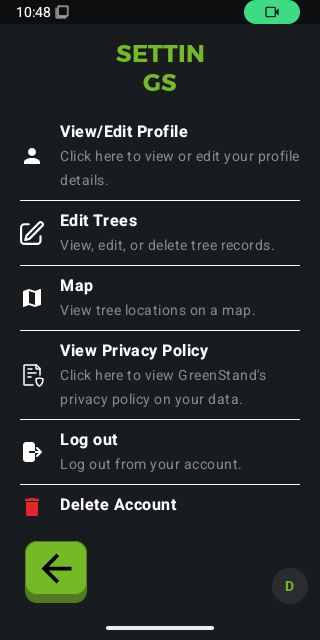 10:48
SETTIN
GS
View/Edit Profile
Click here to view or edit your profile
details.
Edit Trees
View, edit, or delete tree records.
Map
View tree locations on a map.
View Privacy Policy
Click here to view GreenStand's
privacy policy on your data.
Log out
Log out from your account.
Delete Account
D